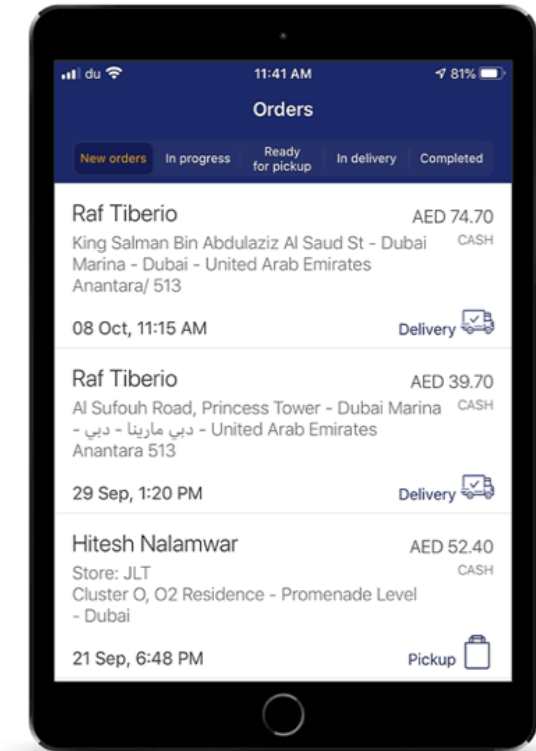 du 11:41 AM 81%
Orders
New orders In progress Ready for pickup In delivery Completed
Raf Tiberio AED 74.70
King Salman Bin Abdulaziz Al Saud St - Dubai CASH
Marina - Dubai - United Arab Emirates
Anantara/ 513
08 Oct, 11:15 AM Delivery
Raf Tiberio AED 39.70
Al Sufouh Road, Princess Tower - Dubai Marina CASH
- دبي مارينا - دبي - United Arab Emirates
Anantara 513
29 Sep, 1:20 PM Delivery
Hitesh Nalamwar AED 52.40
Store: JLT CASH
Cluster O, O2 Residence - Promenade Level
- Dubai
21 Sep, 6:48 PM Pickup